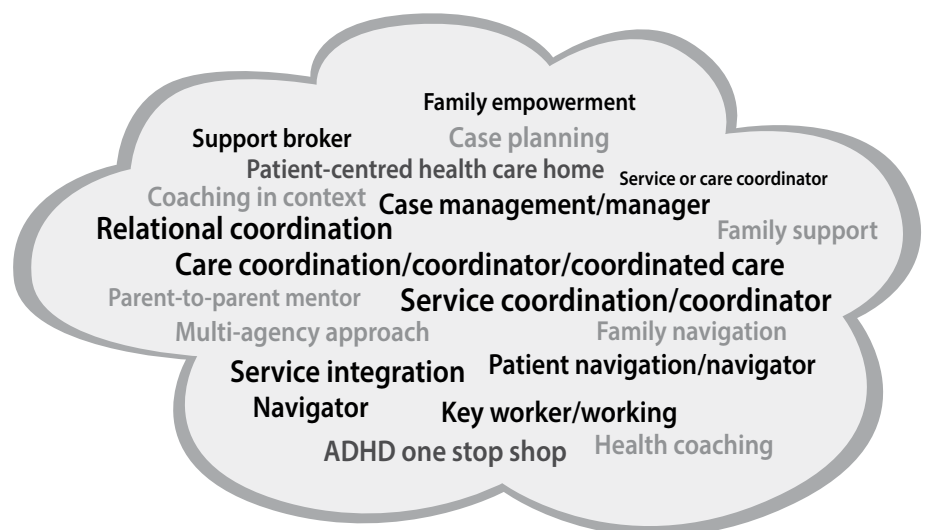 Family empowerment
Support broker
Case planning
Patient-centred health care home
Service or care coordinator
Coaching in context
Case management/manager
Relational coordination
Family support
Care coordination/coordinator/coordinated care
Parent-to-parent mentor
Service coordination/coordinator
Multi-agency approach
Family navigation
Service integration
Patient navigation/navigator
Navigator
Key worker/working
ADHD one stop shop
Health coaching